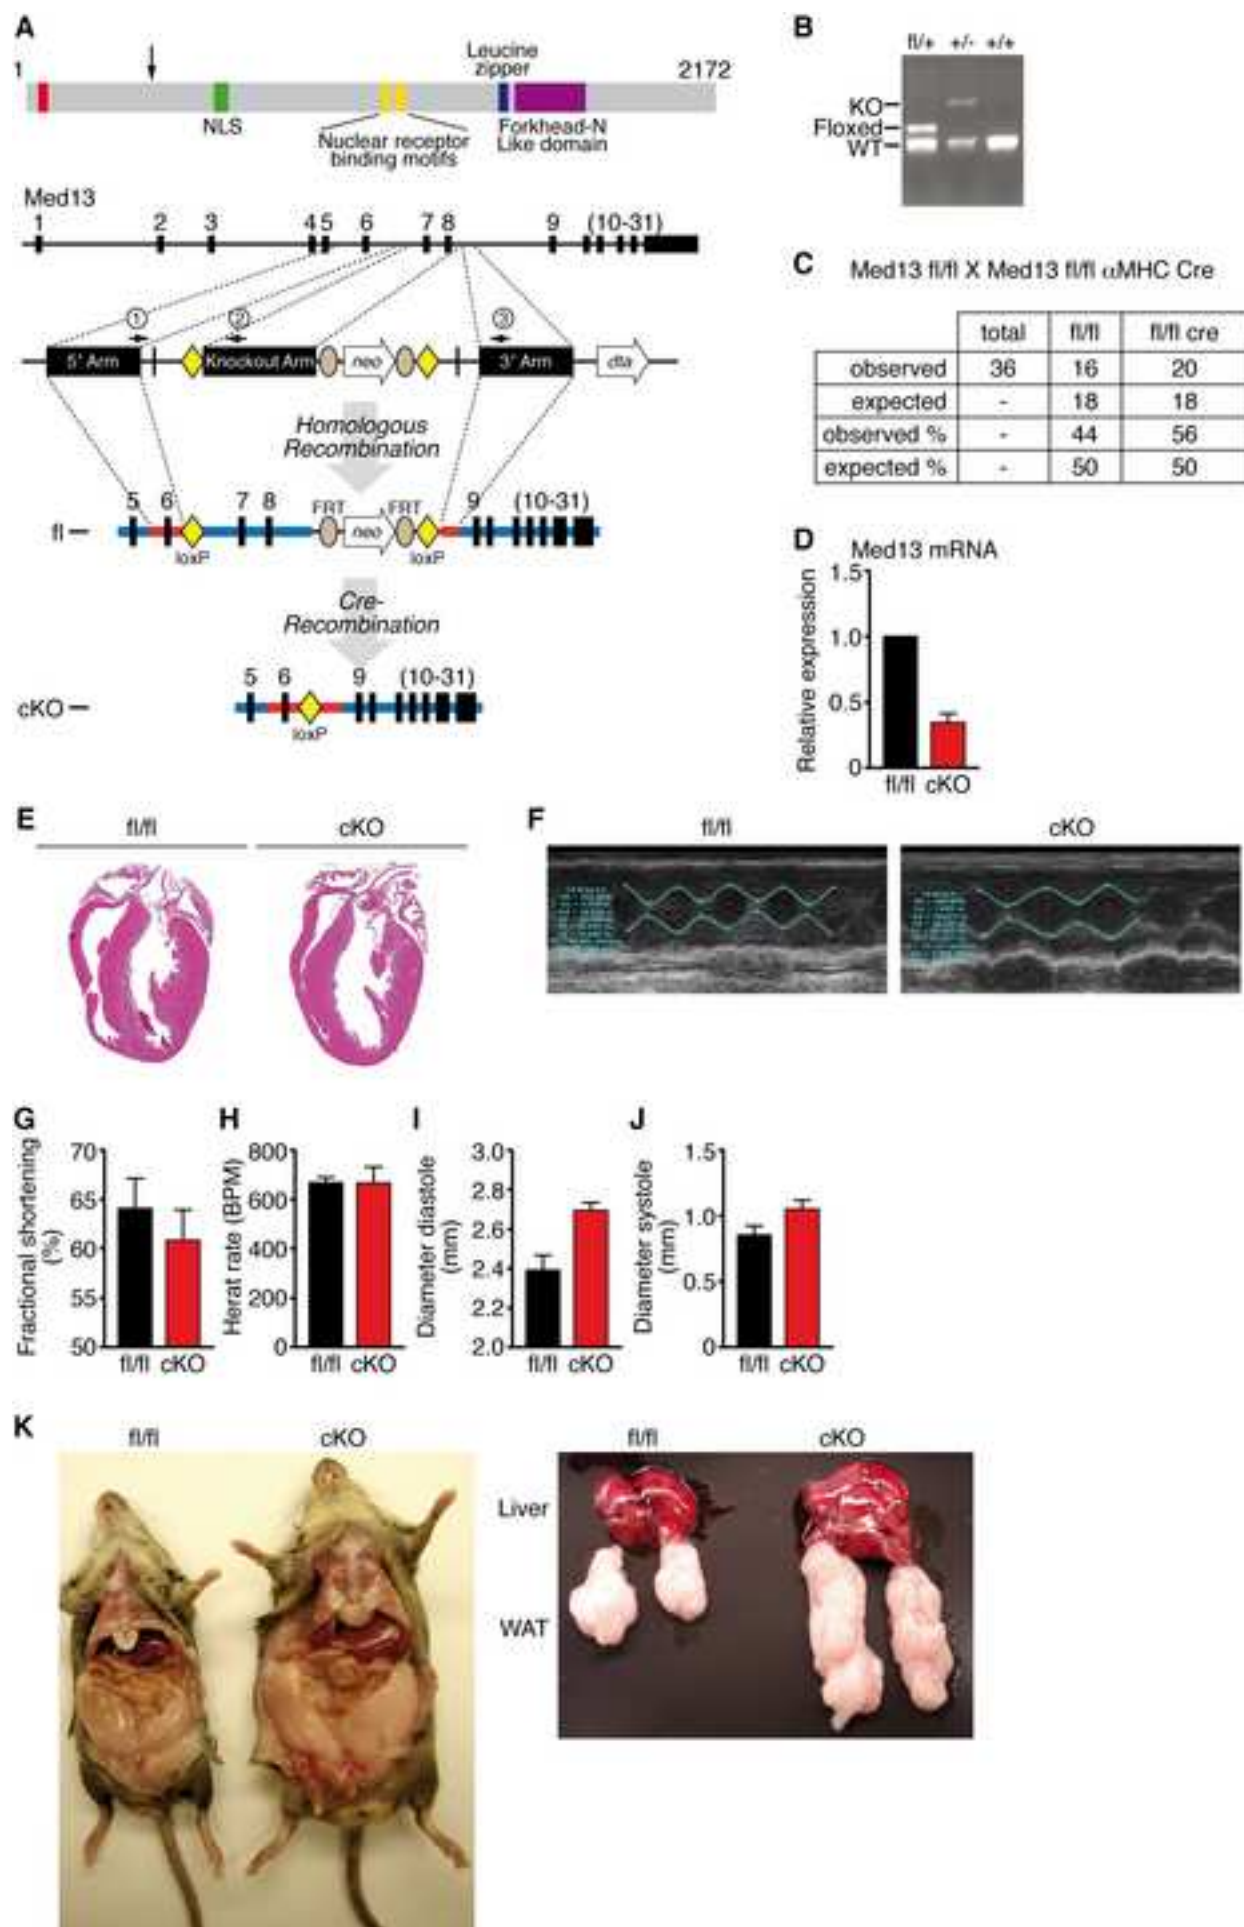 A
1
Leucine
zipper
2172
NLS
Nuclear receptor
binding motifs
Forkhead-N
Like domain
Med13
1 2 3 4 5 6 7 8 9 (10-31)
① ② ③
5' Arm Knockout Arm neo 3' Arm dta
Homologous
Recombination
5 6 7 8 FRT FRT 9 (10-31)
fl
neo
loxP loxP
Cre-
Recombination
5 6 9 (10-31)
cKO
loxP
B
fl/+ +/- +/+
KO
Floxed
WT
C Med13 fl/fl X Med13 fl/fl αMHC Cre
total fl/fl fl/fl cre
observed 36 16 20
expected - 18 18
observed % - 44 56
expected % - 50 50
D Med13 mRNA
Relative expression
1.5
1.0
0.5
0
fl/fl cKO
E fl/fl cKO
F fl/fl cKO
G
Fractional shortening
(%)
70
65
60
55
50
fl/fl cKO
H
Herat rate (BPM)
800
600
400
200
0
fl/fl cKO
I
Diameter diastole
(mm)
3.0
2.8
2.6
2.4
2.2
2.0
fl/fl cKO
J
Diameter systole
(mm)
1.5
1.0
0.5
0
fl/fl cKO
K fl/fl cKO
fl/fl cKO
Liver
WAT